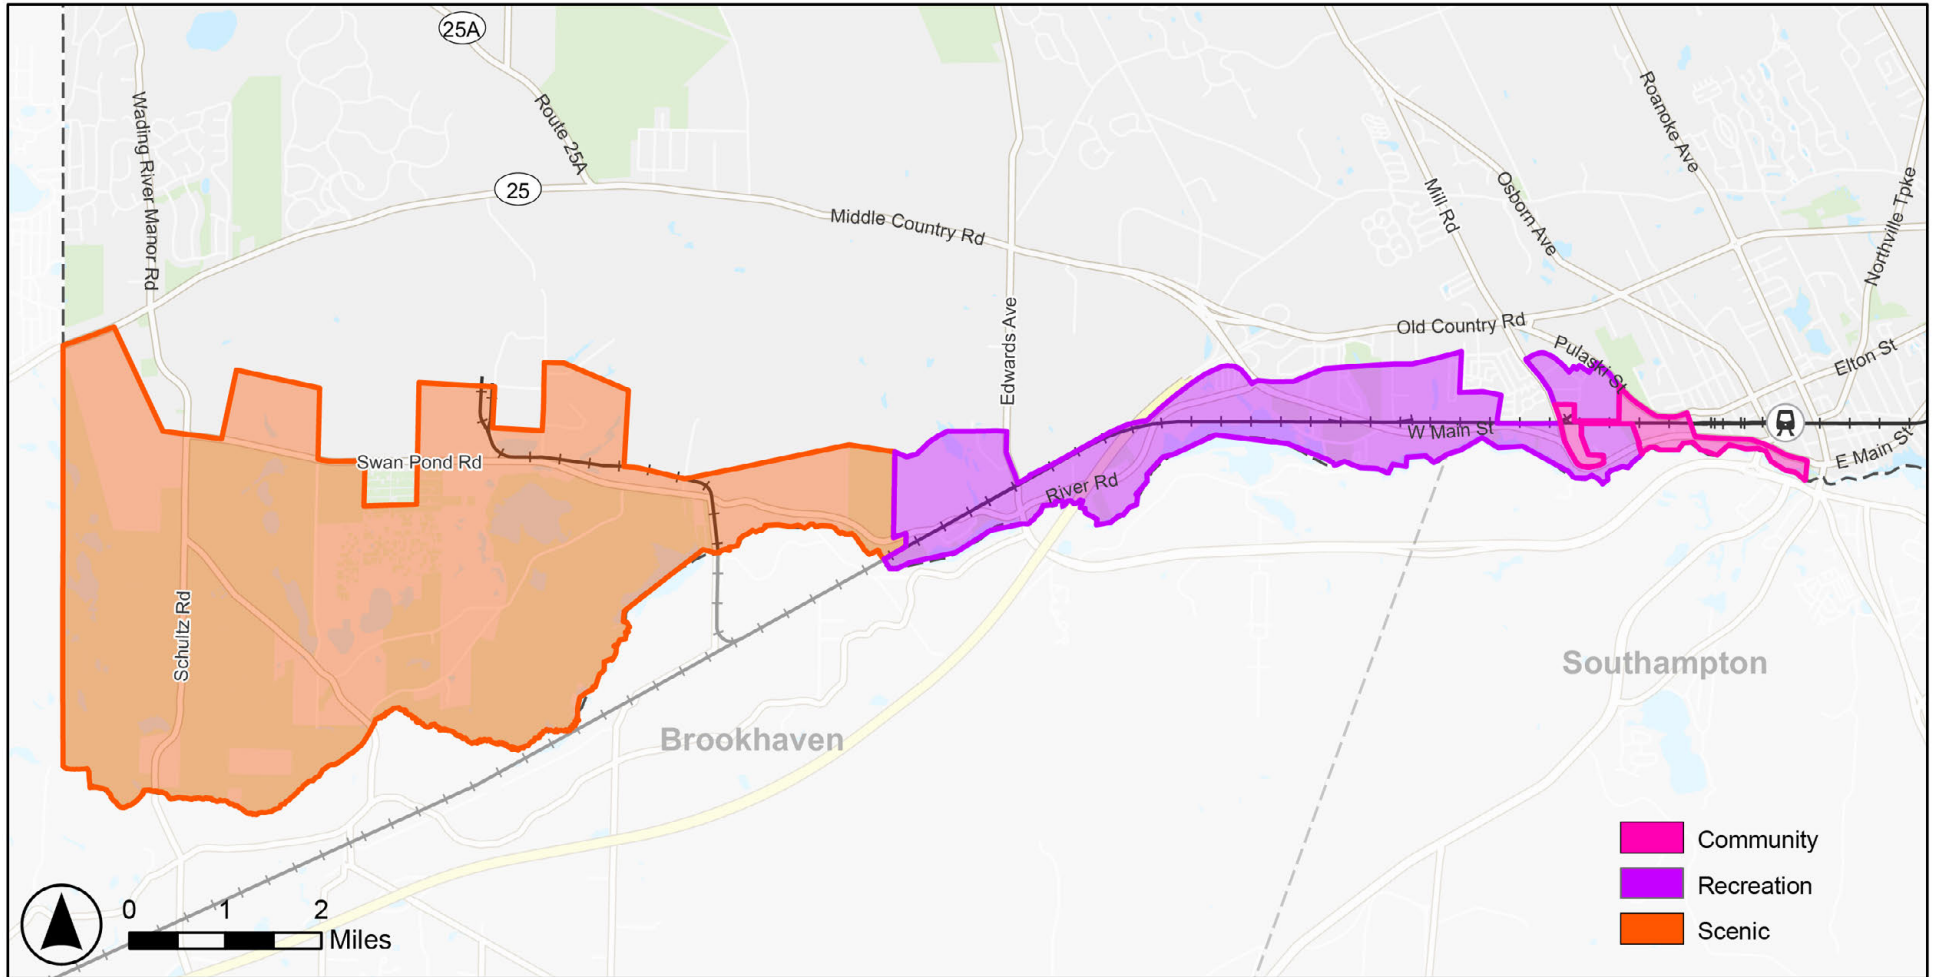 25A
Wading River Manor Rd
Route 25A
Roanoke Ave
25
Middle Country Rd
Mill Rd
Osborn Ave
Northville Tpke
Edwards Ave
Old Country Rd
Pulaski St
Elton St
W Main St
E Main St
Swan Pond Rd
River Rd
Schultz Rd
Southampton
Brookhaven
Community
Recreation
Scenic
0 1 2
Miles